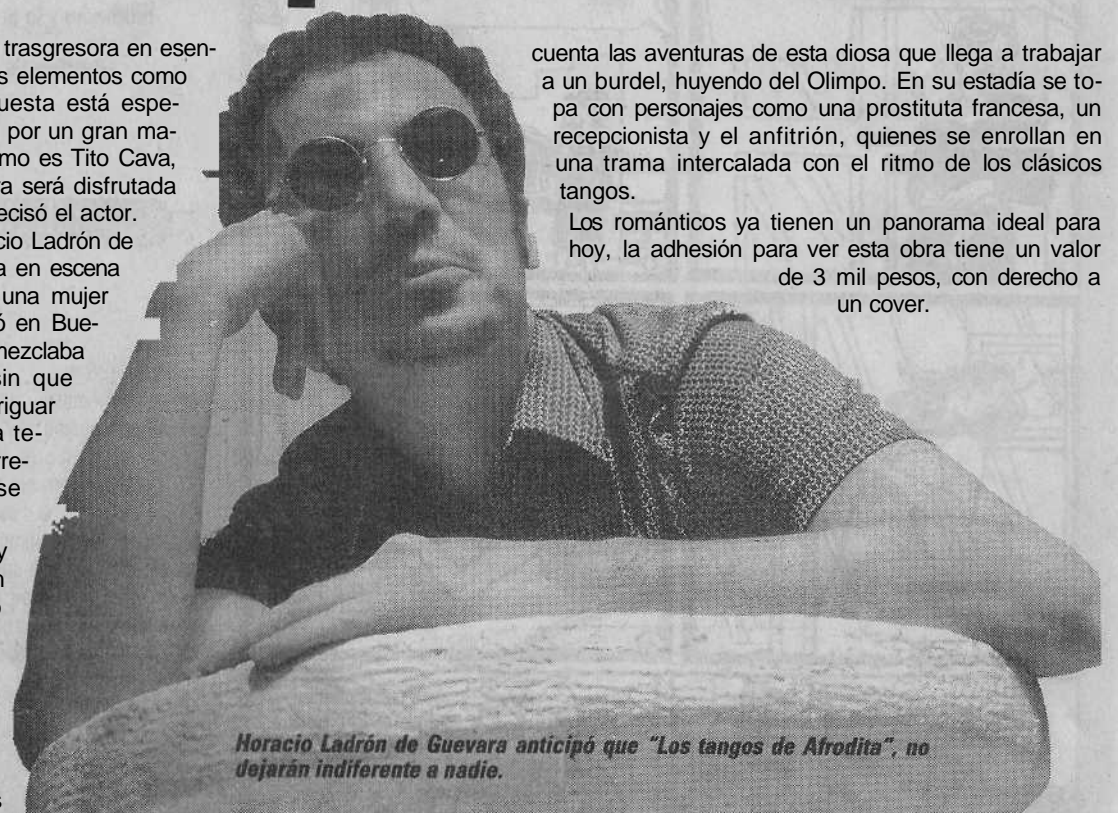 trasgresora en esen-
s elementos como
uesta está espe-
por un gran ma-
mo es Tito Cava,
ra será disfrutada
ecisó el actor.
cio Ladrón de
a en escena
una mujer
ó en Bue-
mezclaba
sin que
riguar
a te-
rre-
se
y
n
s
cuenta las aventuras de esta diosa que llega a trabajar
a un burdel, huyendo del Olimpo. En su estadía se to-
pa con personajes como una prostituta francesa, un
recepcionista y el anfitrión, quienes se enrollan en
una trama intercalada con el ritmo de los clásicos
tangos.
Los románticos ya tienen un panorama ideal para
hoy, la adhesión para ver esta obra tiene un valor
de 3 mil pesos, con derecho a
un cover.
Horacio Ladrón de Guevara anticipó que "Los tangos de Afrodita", no
dejarán indiferente a nadie.